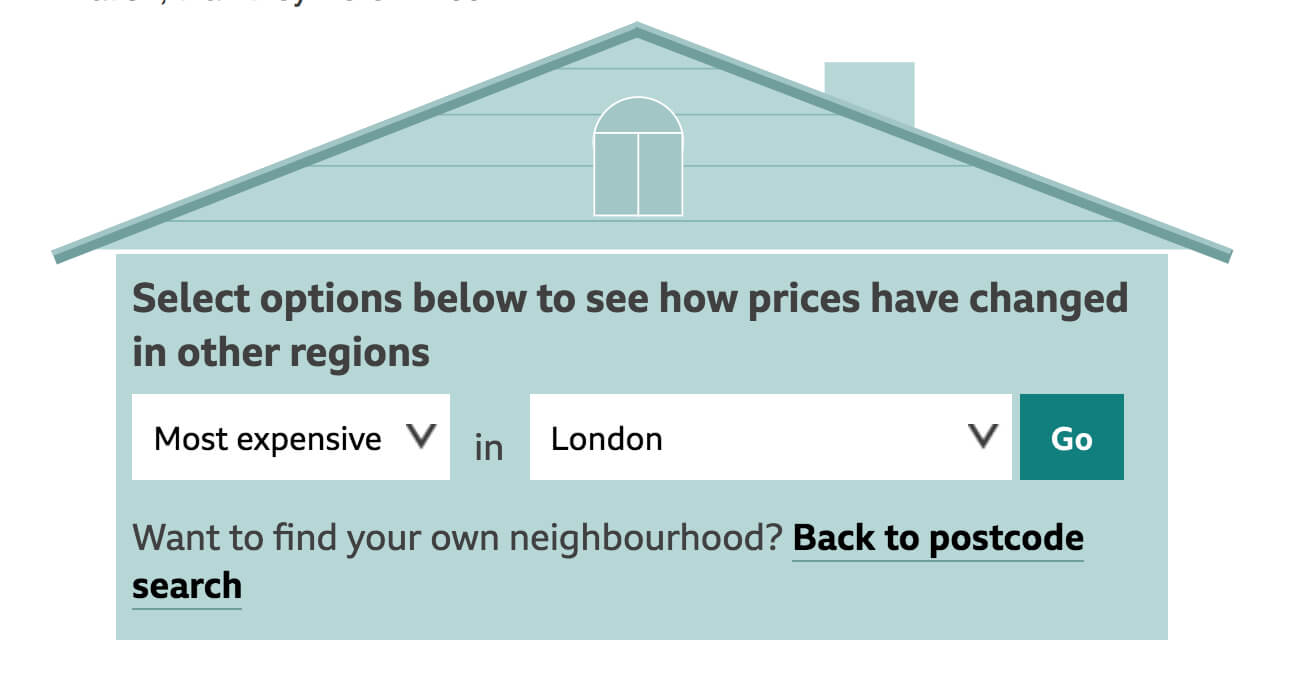 Select options below to see how prices have changed
in other regions
Most expensive in London Go
Want to find your own neighbourhood? Back to postcode
search